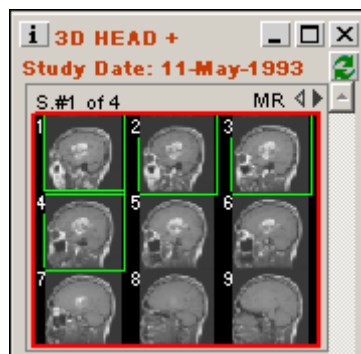 i 3D HEAD +
Study Date: 11-May-1993
S.#1 of 4 MR
1 2 3
4 5 6
7 8 9